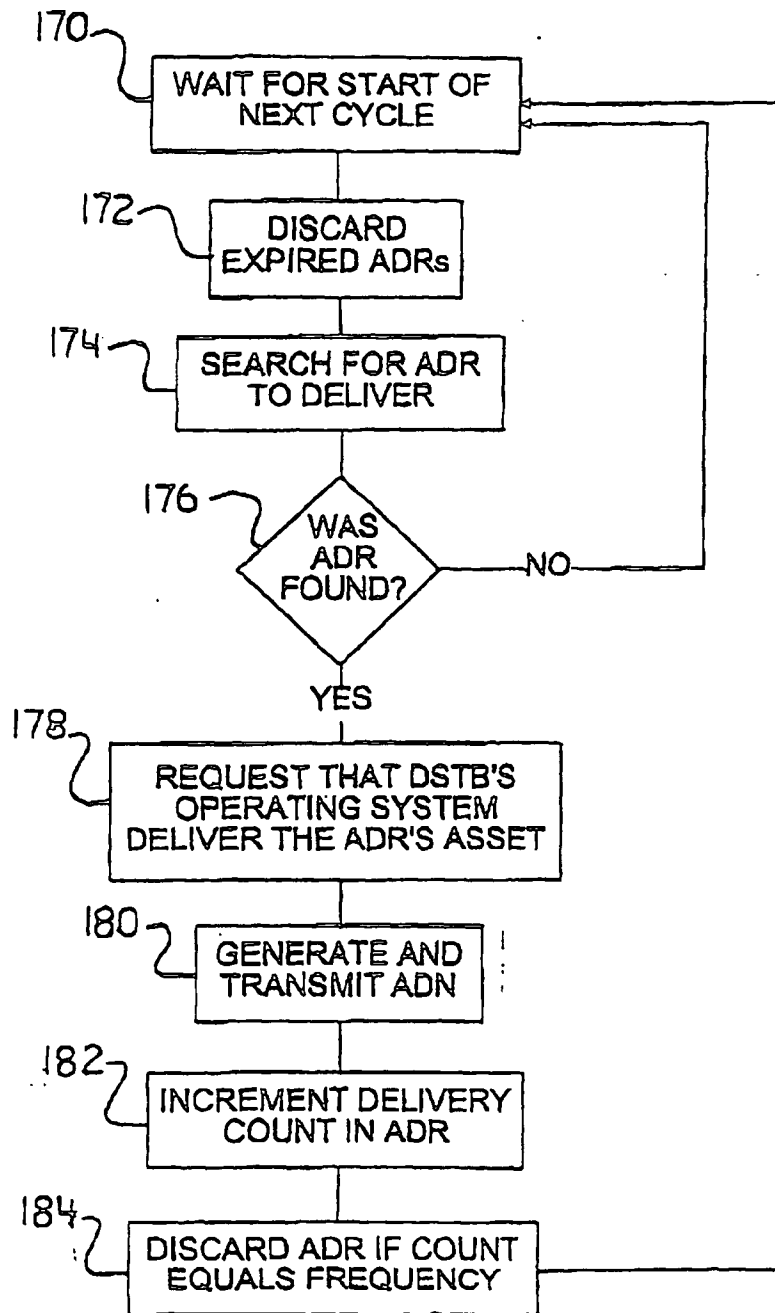 170
WAIT FOR START OF
NEXT CYCLE
172
DISCARD
EXPIRED ADRs
174
SEARCH FOR ADR
TO DELIVER
176
WAS
ADR
FOUND?
NO
YES
178
REQUEST THAT DSTB'S
OPERATING SYSTEM
DELIVER THE ADR'S ASSET
180
GENERATE AND
TRANSMIT ADN
182
INCREMENT DELIVERY
COUNT IN ADR
184
DISCARD ADR IF COUNT
EQUALS FREQUENCY